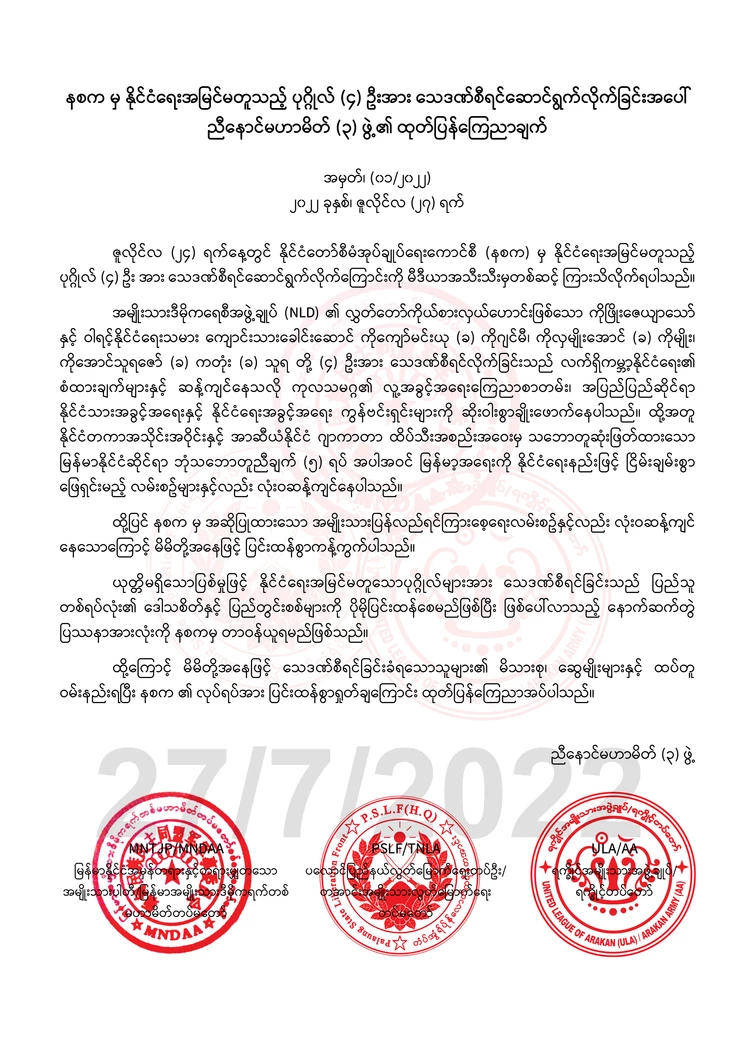 နစက မှ နိုင်ငံရေးအမြင်မတူသည့် ပုဂ္ဂိုလ် (၄) ဦးအား သေဒဏ်စီရင်ဆောင်ရွက်လိုက်ခြင်းအပေါ်
ညီနောင်မဟာမိတ် (၃) ဖွဲ့၏ ထုတ်ပြန်ကြေညာချက်
အမှတ်၊ (၀၁/၂၀၂၂)
၂၀၂၂ ခုနှစ်၊ ဇူလိုင်လ (၂၇) ရက်
ဇူလိုင်လ (၂၄) ရက်နေ့တွင် နိုင်ငံတော်စီမံအုပ်ချုပ်ရေးကောင်စီ (နစက) မှ နိုင်ငံရေးအမြင်မတူသည့်
ပုဂ္ဂိုလ် (၄) ဦး အား သေဒဏ်စီရင်ဆောင်ရွက်လိုက်ကြောင်းကို မီဒီယာအသီးသီးမှတစ်ဆင့် ကြားသိလိုက်ရပါသည်။
အမျိုးသားဒီမိုကရေစီအဖွဲ့ချုပ် (NLD) ၏ လွှတ်တော်ကိုယ်စားလှယ်ဟောင်းဖြစ်သော ကိုဖြိုးဇေယျာသော်
နှင့် ဝါရင့်နိုင်ငံရေးသမား ကျောင်းသားခေါင်းဆောင် ကိုကျော်မင်းယု (ခ) ကိုဂျင်မီ၊ ကိုလှမျိုးအောင် (ခ) ကိုမျိုး၊
ကိုအောင်သူရဇော် (ခ) ကတုံး (ခ) သူရ တို့ (၄) ဦးအား သေဒဏ်စီရင်လိုက်ခြင်းသည် လက်ရှိကမ္ဘာ့နိုင်ငံရေး၏
စံထားချက်များနှင့် ဆန့်ကျင်နေသလို ကုလသမဂ္ဂ၏ လူ့အခွင့်အရေးကြေညာစာတမ်း၊ အပြည်ပြည်ဆိုင်ရာ
နိုင်ငံသားအခွင့်အရေးနှင့် နိုင်ငံရေးအခွင့်အရေး ကွန်ဗင်းရှင်းများကို ဆိုးဝါးစွာချိုးဖောက်နေပါသည်။ ထို့အတူ
နိုင်ငံတကာအသိုင်းအဝိုင်းနှင့် အာဆီယံနိုင်ငံ ဂျာကာတာ ထိပ်သီးအစည်းအဝေးမှ သဘောတူဆုံးဖြတ်ထားသော
မြန်မာနိုင်ငံဆိုင်ရာ ဘုံသဘောတူညီချက် (၅) ရပ် အပါအဝင် မြန်မာ့အရေးကို နိုင်ငံရေးနည်းဖြင့် ငြိမ်းချမ်းစွာ
ဖြေရှင်းမည့် လမ်းစဉ်များနှင့်လည်း လုံးဝဆန့်ကျင်နေပါသည်။
ထို့ပြင် နစက မှ အဆိုပြုထားသော အမျိုးသားပြန်လည်ရင်ကြားစေ့ရေးလမ်းစဉ်နှင့်လည်း လုံးဝဆန့်ကျင်
နေသောကြောင့် မိမိတို့အနေဖြင့် ပြင်းထန်စွာကန့်ကွက်ပါသည်။
ယုတ္တိမရှိသောပြစ်မှုဖြင့် နိုင်ငံရေးအမြင်မတူသောပုဂ္ဂိုလ်များအား သေဒဏ်စီရင်ခြင်းသည် ပြည်သူ
တစ်ရပ်လုံး၏ ဒေါသစိတ်နှင့် ပြည်တွင်းစစ်များကို ပိုမိုပြင်းထန်စေမည်ဖြစ်ပြီး ဖြစ်ပေါ်လာသည့် နောက်ဆက်တွဲ
ပြဿနာအားလုံးကို နစကမှ တာဝန်ယူရမည်ဖြစ်သည်။
ထို့ကြောင့် မိမိတို့အနေဖြင့် သေဒဏ်စီရင်ခြင်းခံရသောသူများ၏ မိသားစု၊ ဆွေမျိုးများနှင့် ထပ်တူ
ဝမ်းနည်းရပြီး နစက ၏ လုပ်ရပ်အား ပြင်းထန်စွာရှုတ်ချကြောင်း ထုတ်ပြန်ကြေညာအပ်ပါသည်။
ညီနောင်မဟာမိတ် (၃) ဖွဲ့
27/7/2022
MNTJP/MNDAA
မြန်မာနိုင်ငံအမှန်တရားနှင့်တရားမျှတသော
အမျိုးသားပါတီ/မြန်မာအမျိုးသားဒီမိုကရက်တစ်
မဟာမိတ်တပ်မတော်
MNDAA
P.S.L.F(H.Q)
PSLF/TNLA
ပလောင်ပြည်နယ်လွတ်မြောက်ရေးတပ်ဦး/
တအာင်းအမျိုးသားလွတ်မြောက်ရေး
တပ်မတော်
Palaung State Liberation Front
ULA/AA
ရက္ခိုင့်အမျိုးသားအဖွဲ့ချုပ်/
ရက္ခိုင့်တပ်တော်
UNITED LEAGUE OF ARAKAN (ULA) / ARAKAN ARMY (AA)